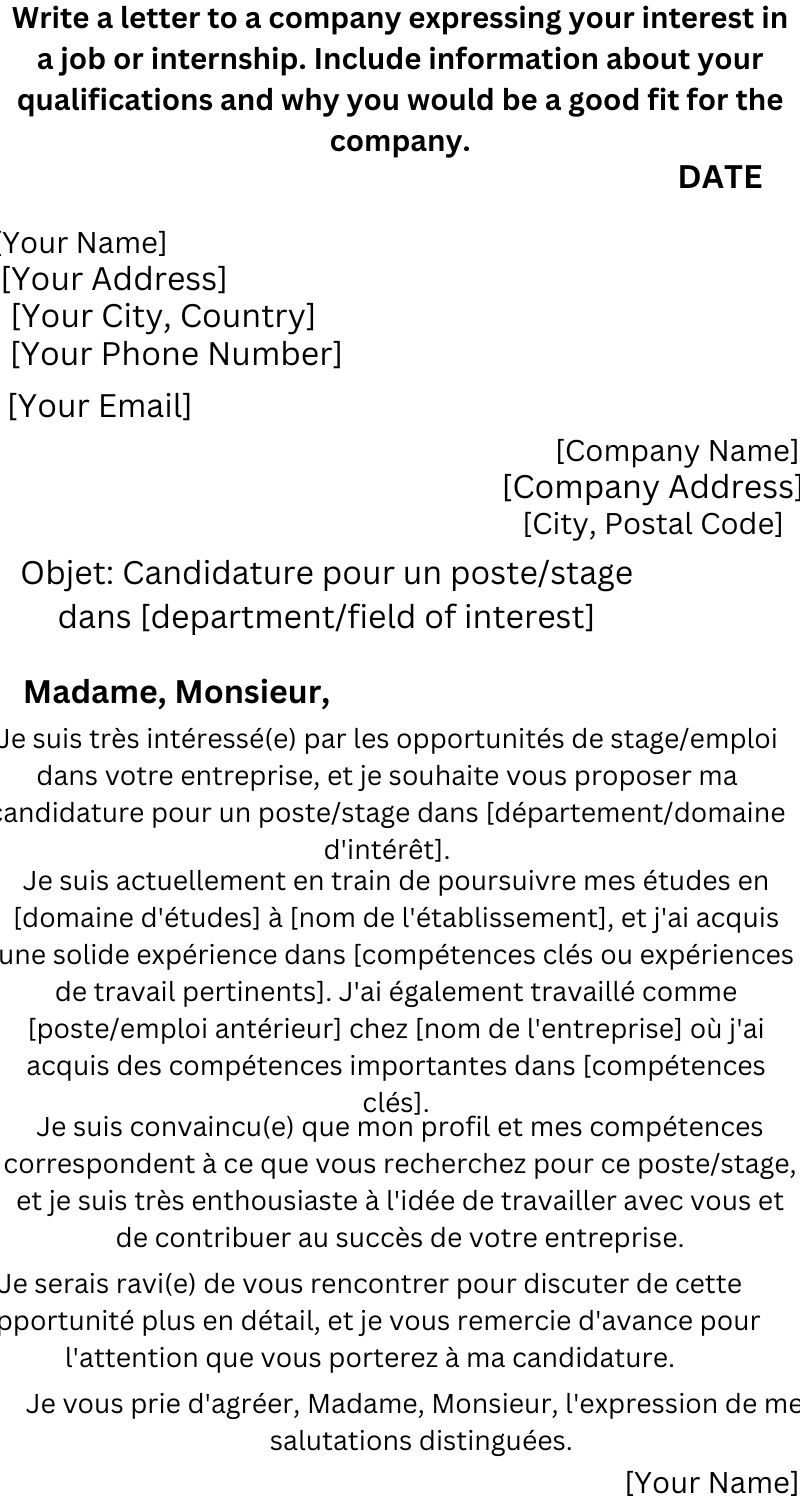 Write a letter to a company expressing your interest in
a job or internship. Include information about your
qualifications and why you would be a good fit for the
company.
DATE
[Your Name]
[Your Address]
[Your City, Country]
[Your Phone Number]
[Your Email]
[Company Name]
[Company Address]
[City, Postal Code]
Objet: Candidature pour un poste/stage
dans [department/field of interest]
Madame, Monsieur,
Je suis très intéressé(e) par les opportunités de stage/emploi
dans votre entreprise, et je souhaite vous proposer ma
candidature pour un poste/stage dans [département/domaine
d'intérêt].
Je suis actuellement en train de poursuivre mes études en
[domaine d'études] à [nom de l'établissement], et j'ai acquis
une solide expérience dans [compétences clés ou expériences
de travail pertinents]. J'ai également travaillé comme
[poste/emploi antérieur] chez [nom de l'entreprise] où j'ai
acquis des compétences importantes dans [compétences
clés].
Je suis convaincu(e) que mon profil et mes compétences
correspondent à ce que vous recherchez pour ce poste/stage,
et je suis très enthousiaste à l'idée de travailler avec vous et
de contribuer au succès de votre entreprise.
Je serais ravi(e) de vous rencontrer pour discuter de cette
pportunité plus en détail, et je vous remercie d'avance pour
l'attention que vous porterez à ma candidature.
Je vous prie d'agréer, Madame, Monsieur, l'expression de me
salutations distinguées.
[Your Name]